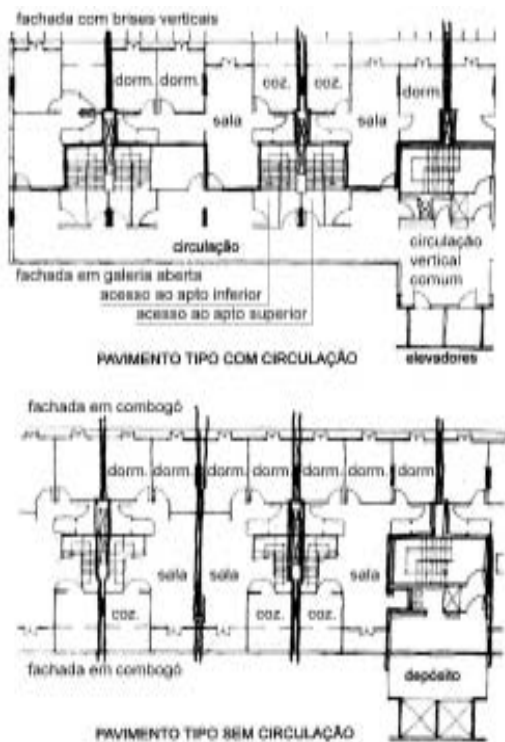 fachada com brises verticais
dorm. dorm. coz. coz. dorm.
sala sala
circulação
circulação
vertical
comum
fachada em galeria aberta
acesso ao apto inferior
acesso ao apto superior
PAVIMENTO TIPO COM CIRCULAÇÃO
elevadores
fachada em combogó
dorm. dorm. dorm. dorm. dorm. dorm.
sala sala sala
coz. coz. coz.
fachada em combogó
depósito
PAVIMENTO TIPO SEM CIRCULAÇÃO